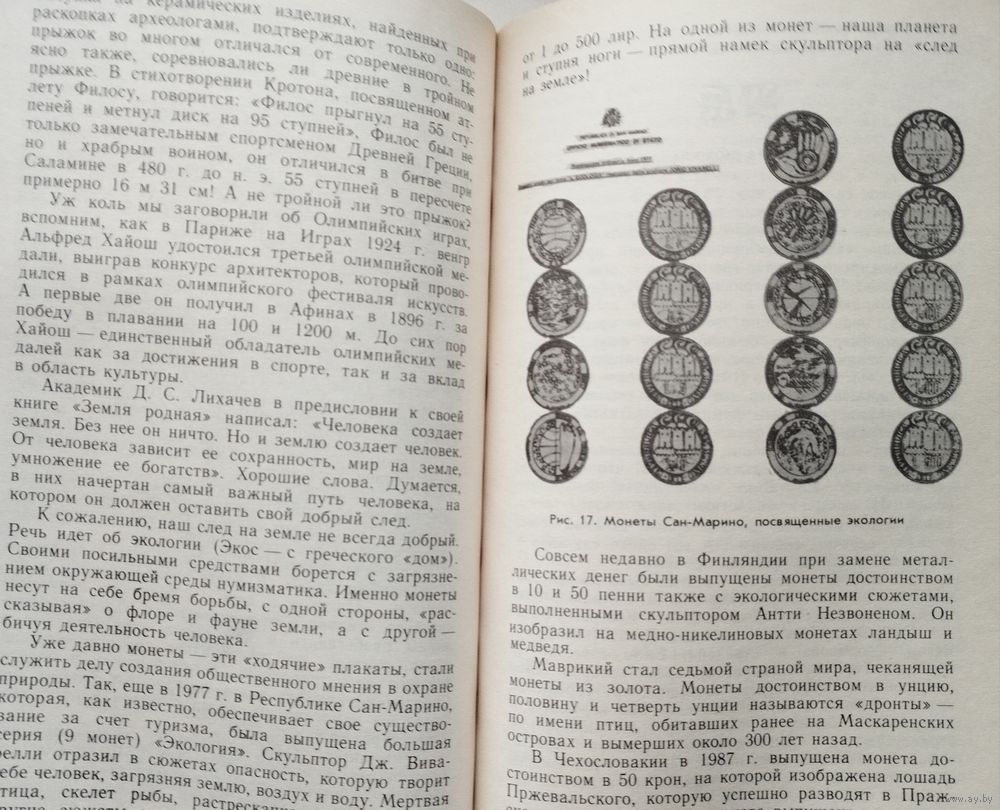 на керамических изделиях, найденных при
раскопках археологами, подтверждают только одно:
прыжок во многом отличался от современного. Не
ясно также, соревновались ли древние в тройном
прыжке. В стихотворении Кротона, посвященном ат-
лету Филосу, говорится: «Филос прыгнул на 55 сту-
пеней и метнул диск на 95 ступней». Филос был не
только замечательным спортсменом Древней Греции,
но и храбрым воином, он отличился в битве при
Саламине в 480 г. до н. э. 55 ступней в пересчете
примерно 16 м 31 см! А не тройной ли это прыжок?
Уж коль мы заговорили об Олимпийских играх,
вспомним, как в Париже на Играх 1924 г. венгр
Альфред Хайош удостоился третьей олимпийской ме-
дали, выиграв конкурс архитекторов, который прово-
дился в рамках олимпийского фестиваля искусств.
А первые две он получил в Афинах в 1896 г. за
победу в плавании на 100 и 1200 м. До сих пор
Хайош — единственный обладатель олимпийских ме-
далей как за достижения в спорте, так и за вклад
в область культуры.
Академик Д. С. Лихачев в предисловии к своей
книге «Земля родная» написал: «Человека создает
земля. Без нее он ничто. Но и землю создает человек.
От человека зависит ее сохранность, мир на земле,
умножение ее богатств». Хорошие слова. Думается,
в них начертан самый важный путь человека, на
котором он должен оставить свой добрый след.
К сожалению, наш след на земле не всегда добрый.
Речь идет об экологии (Экос — с греческого «дом»).
Своими посильными средствами борется с загрязне-
нием окружающей среды нумизматика. Именно монеты
несут на себе бремя борьбы, с одной стороны, «рас-
сказывая» о флоре и фауне земли, а с другой —
бичуя деятельность человека.
Уже давно монеты — эти «ходячие» плакаты, стали
служить делу создания общественного мнения в охране
природы. Так, еще в 1977 г. в Республике Сан-Марино,
которая, как известно, обеспечивает свое существо-
вание за счет туризма, была выпущена большая
серия (9 монет) «Экология». Скульптор Дж. Вива-
релли отразил в сюжетах опасность, которую творит
себе человек, загрязняя землю, воздух и воду. Мертвая
птица, скелет рыбы,
от 1 до 500 лир. На одной из монет — наша планета
и ступня ноги — прямой намек скульптора на «след
на земле»!
REPUBBLICA DI SAN MARINO
UFFICIO NUMISMATICO DI STATO
Рис. 17. Монеты Сан-Марино, посвященные экологии
Совсем недавно в Финляндии при замене метал-
лических денег были выпущены монеты достоинством
в 10 и 50 пенни также с экологическими сюжетами,
выполненными скульптором Антти Незвоненом. Он
изобразил на медно-никелиновых монетах ландыш и
медведя.
Маврикий стал седьмой страной мира, чеканящей
монеты из золота. Монеты достоинством в унцию,
половину и четверть унции называются «дронты» —
по имени птиц, обитавших ранее на Маскаренских
островах и вымерших около 300 лет назад.
В Чехословакии в 1987 г. выпущена монета до-
стоинством в 50 крон, на которой изображена лошадь
Пржевальского, которую успешно разводят в Праж-
www.ay.by